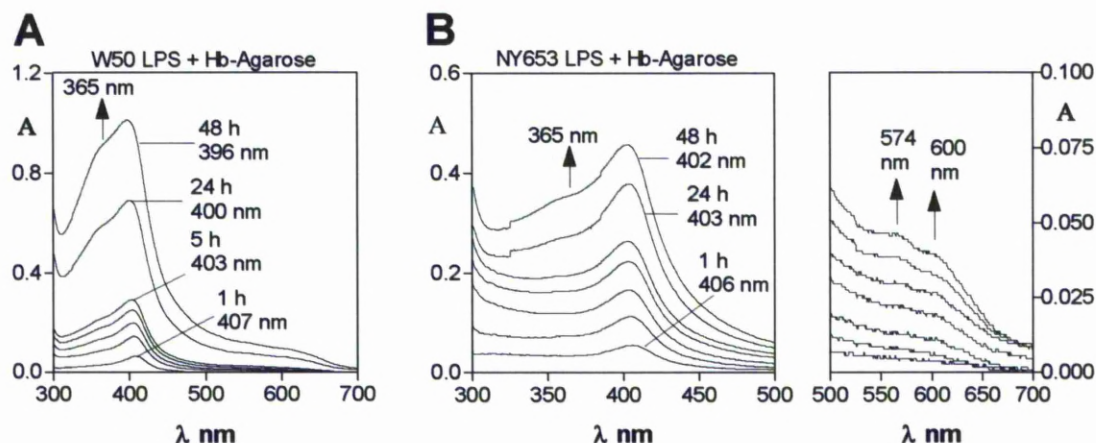 A
W50 LPS + Hb-Agarose
1.2
0.8
0.4
0.0
A
365 nm
48 h
396 nm
24 h
400 nm
5 h
403 nm
1 h
407 nm
300 400 500 600 700
λ nm
B
NY653 LPS + Hb-Agarose
0.6
0.4
0.2
0.0
A
365 nm
48 h
402 nm
24 h
403 nm
1 h
406 nm
300 400 500
λ nm
574
nm
600
nm
0.100
A
0.075
0.050
0.025
0.000
500 550 600 650 700
λ nm